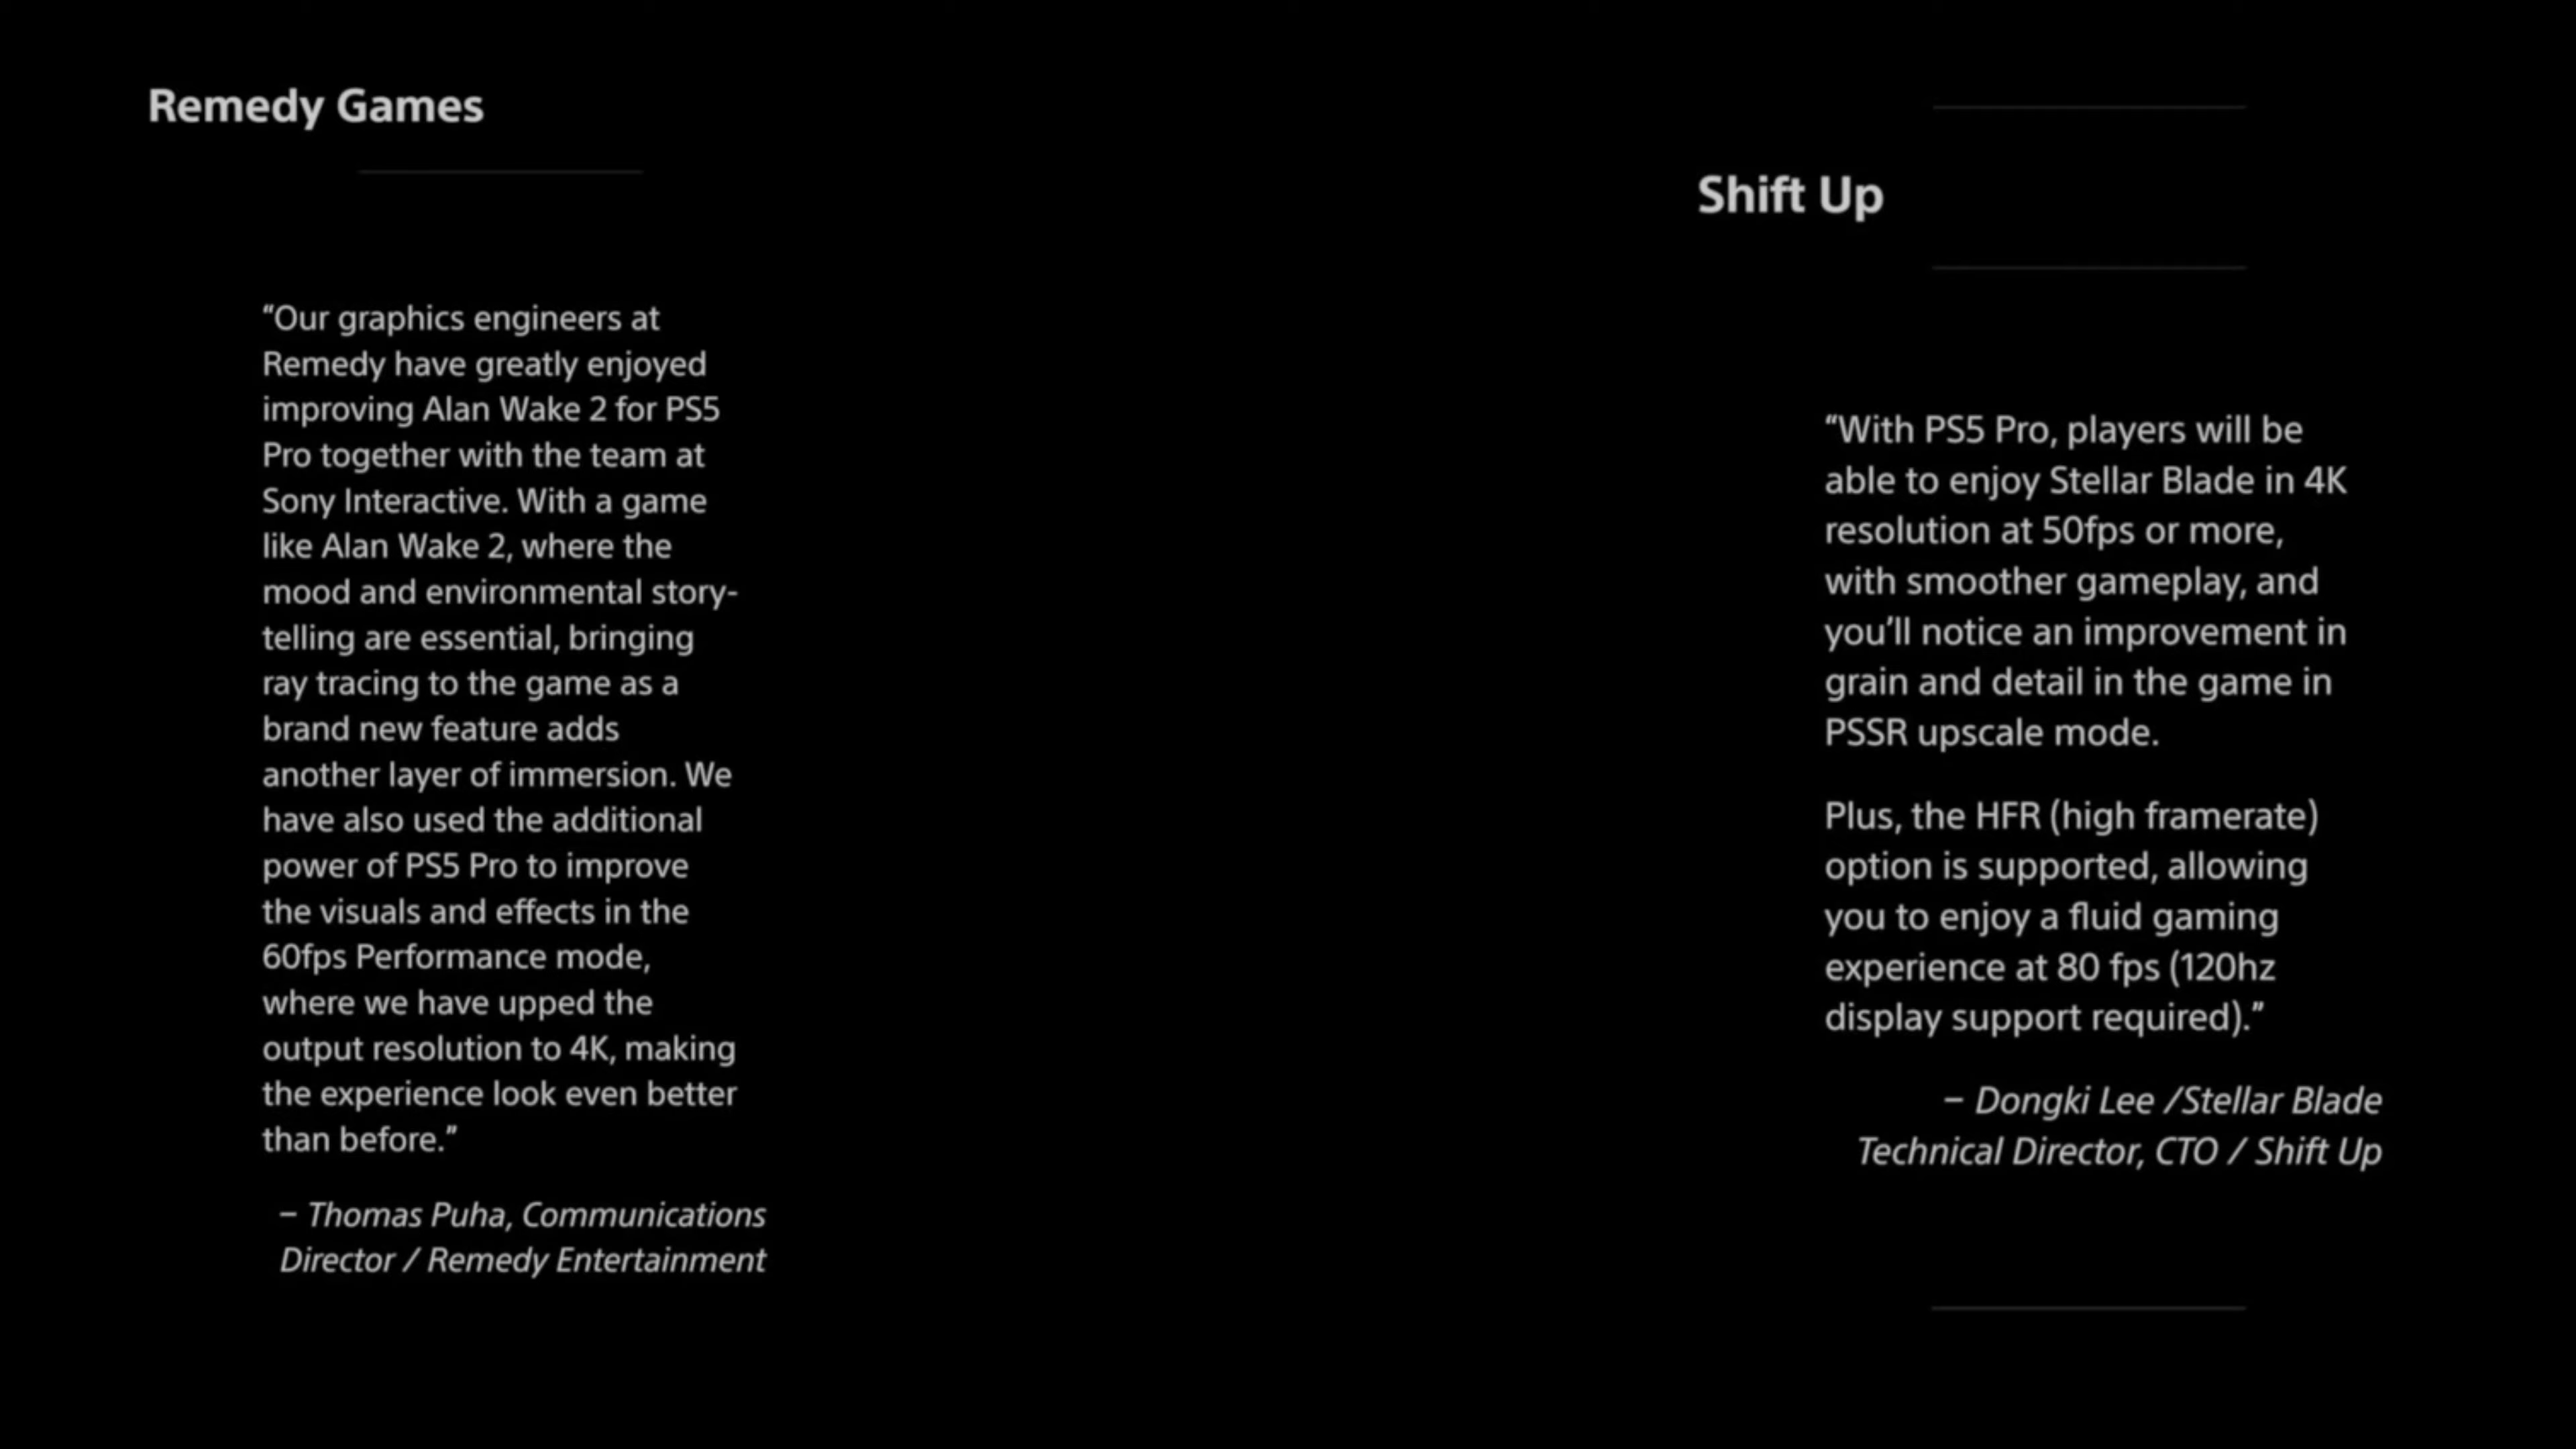 Remedy Games
“Our graphics engineers at
Remedy have greatly enjoyed
improving Alan Wake 2 for PS5
Pro together with the team at
Sony Interactive. With a game
like Alan Wake 2, where the
mood and environmental story-
telling are essential, bringing
ray tracing to the game as a
brand new feature adds
another layer of immersion. We
have also used the additional
power of PS5 Pro to improve
the visuals and effects in the
60fps Performance mode,
where we have upped the
output resolution to 4K, making
the experience look even better
than before.”
– Thomas Puha, Communications
Director / Remedy Entertainment
Shift Up
“With PS5 Pro, players will be
able to enjoy Stellar Blade in 4K
resolution at 50fps or more,
with smoother gameplay, and
you’ll notice an improvement in
grain and detail in the game in
PSSR upscale mode.
Plus, the HFR (high framerate)
option is supported, allowing
you to enjoy a fluid gaming
experience at 80 fps (120hz
display support required).”
– Dongki Lee /Stellar Blade
Technical Director, CTO / Shift Up